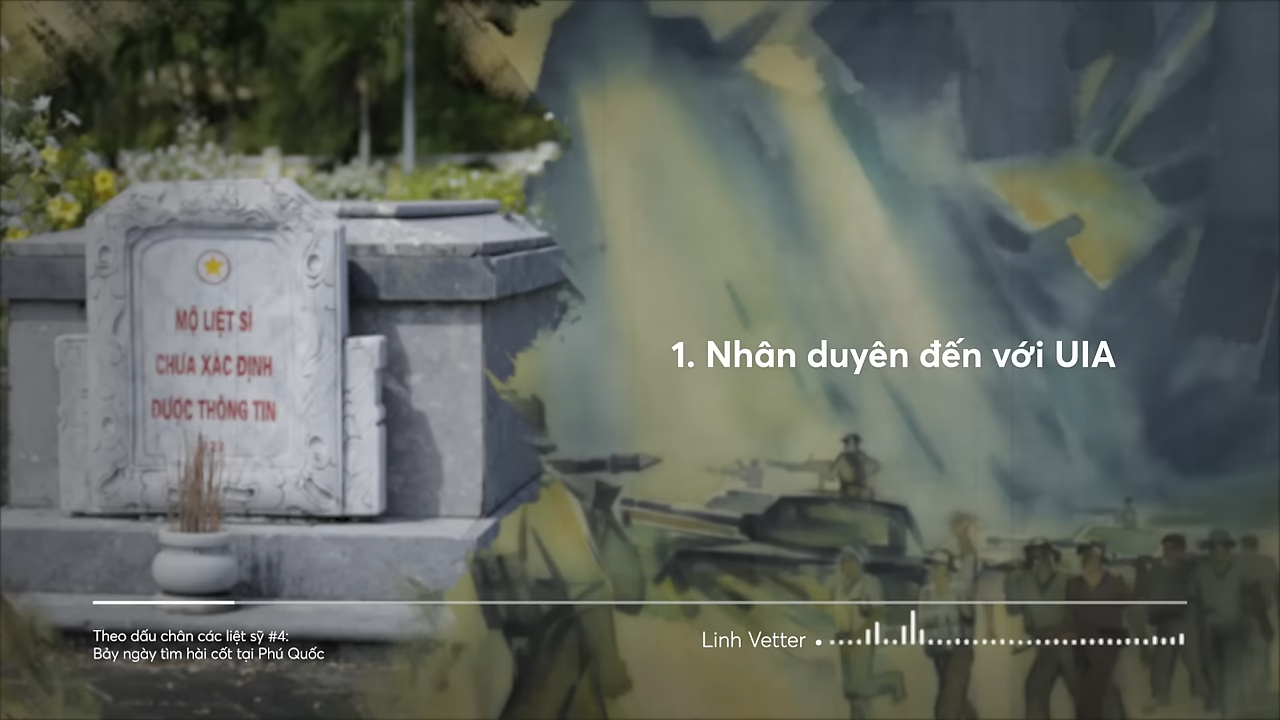 MỘ LIỆT SĨ
CHƯA XÁC ĐỊNH
ĐƯỢC THÔNG TIN
1. Nhân duyên đến với UIA
Theo dấu chân các liệt sỹ #4:
Bảy ngày tìm hài cốt tại Phú Quốc
Linh Vetter